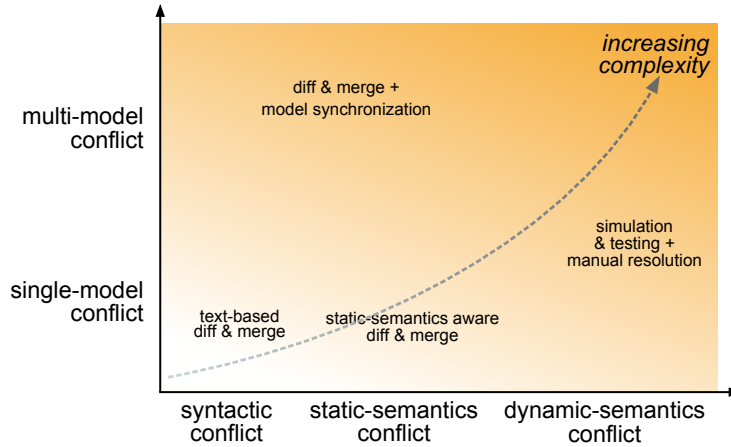 increasing
complexity
diff & merge +
model synchronization
multi-model
conflict
simulation
& testing +
manual resolution
single-model
conflict
text-based
diff & merge
static-semantics aware
diff & merge
syntactic
conflict
static-semantics
conflict
dynamic-semantics
conflict